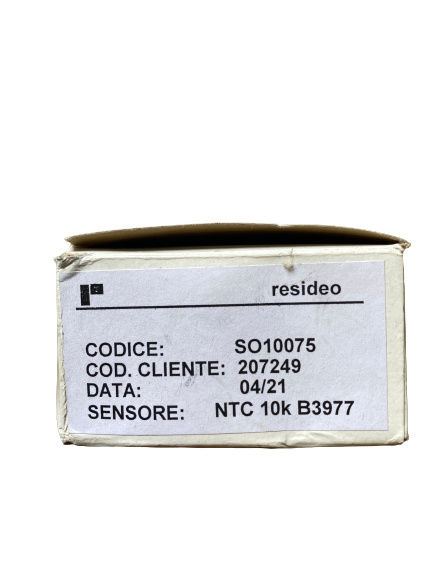 resideo
CODICE: SO10075
COD. CLIENTE: 207249
DATA: 04/21
SENSORE: NTC 10k B3977